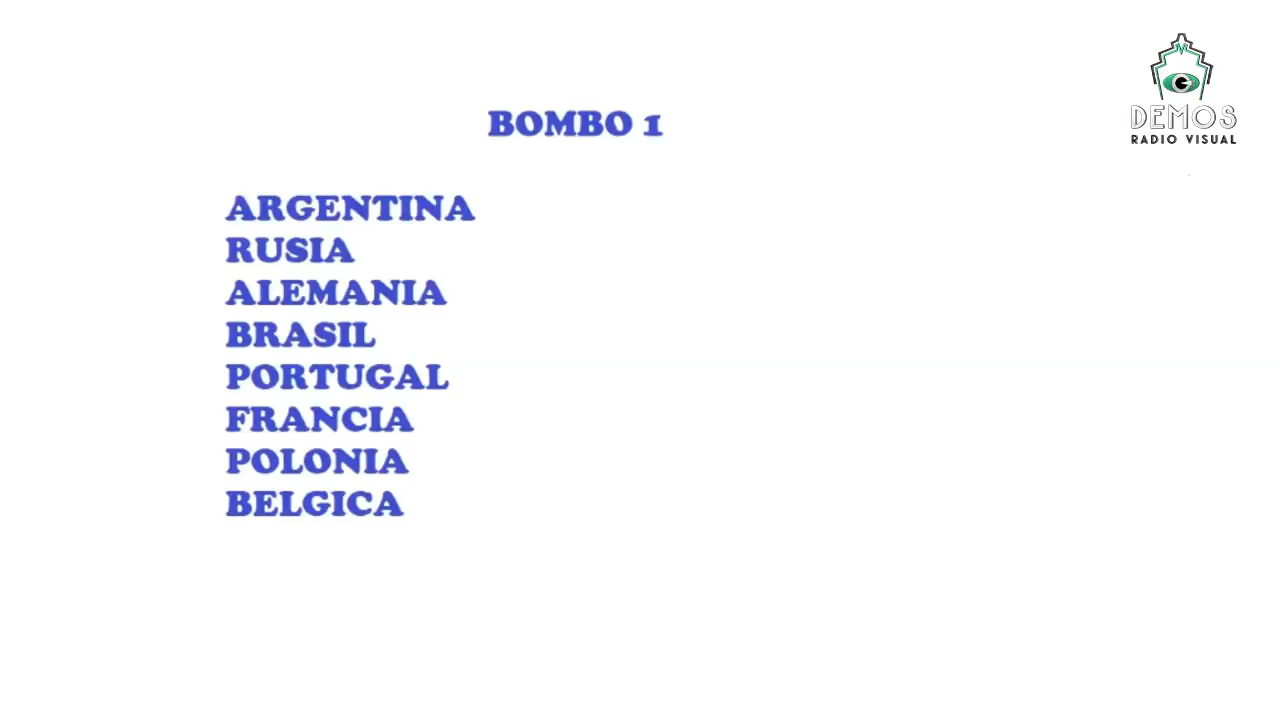 BOMBO 1
DEMOS
RADIO VISUAL
ARGENTINA
RUSIA
ALEMANIA
BRASIL
PORTUGAL
FRANCIA
POLONIA
BELGICA